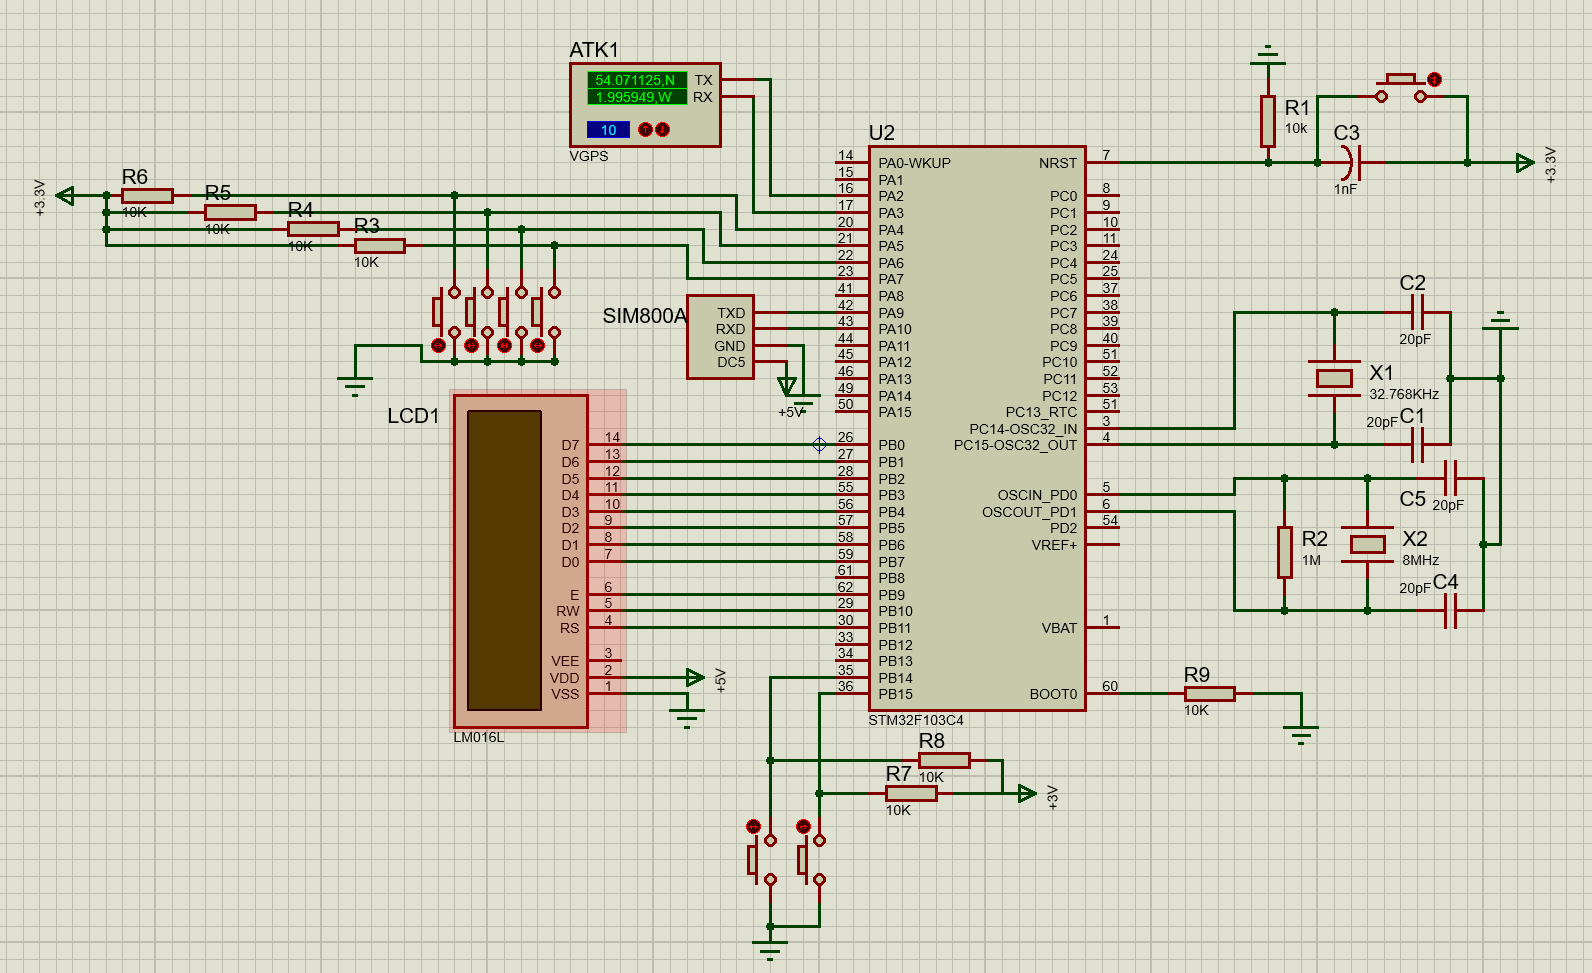 ATK1
54.071125,N
1.995949,W
10
TX
RX
VGPS
+3.3V
R6
10K
R5
10K
R4
10K
R3
10K
SIM800A
TXD
RXD
GND
DC5
+5V
LCD1
D7 14
D6 13
D5 12
D4 11
D3 10
D2 9
D1 8
D0 7
E 6
RW 5
RS 4
VEE 3
VDD 2
VSS 1
LM016L
+5V
U2
14 PA0-WKUP
15 PA1
16 PA2
17 PA3
20 PA4
21 PA5
22 PA6
23 PA7
41 PA8
42 PA9
43 PA10
44 PA11
45 PA12
46 PA13
49 PA14
50 PA15
26 PB0
27 PB1
28 PB2
55 PB3
56 PB4
57 PB5
58 PB6
59 PB7
61 PB8
62 PB9
29 PB10
30 PB11
33 PB12
34 PB13
35 PB14
36 PB15
NRST 7
PC0 8
PC1 9
PC2 10
PC3 11
PC4 24
PC5 25
PC6 37
PC7 38
PC8 39
PC9 40
PC10 51
PC11 52
PC12 53
PC13_RTC 51
PC14-OSC32_IN 3
PC15-OSC32_OUT 4
OSCIN_PD0 5
OSCOUT_PD1 6
PD2 54
VREF+
VBAT 1
BOOT0 60
STM32F103C4
R1
10k
C3
1nF
+3.3V
C2
20pF
X1
32.768KHz
20pF
C1
C5
20pF
R2
1M
X2
8MHz
20pF
C4
R9
10K
R8
10K
R7
10K
+3V